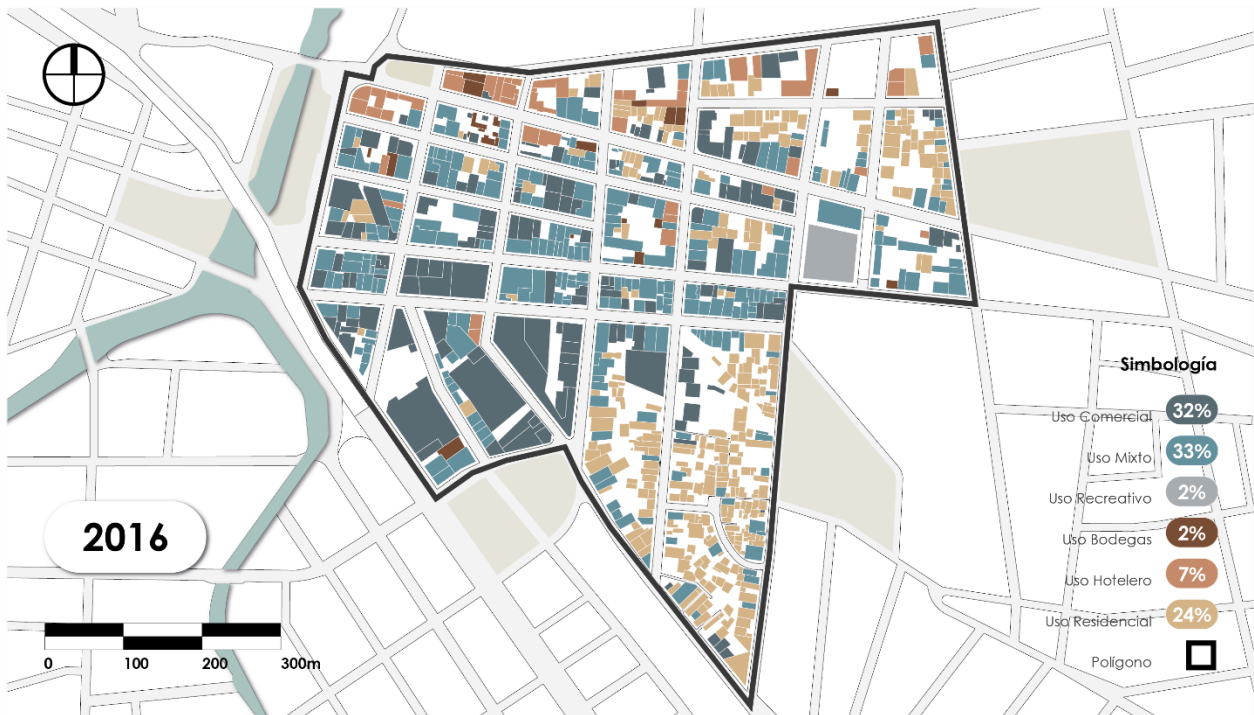 Simbología
Uso Comercial 32%
Uso Mixto 33%
Uso Recreativo 2%
Uso Bodegas 2%
Uso Hotelero 7%
Uso Residencial 24%
Polígono
2016
0 100 200 300m